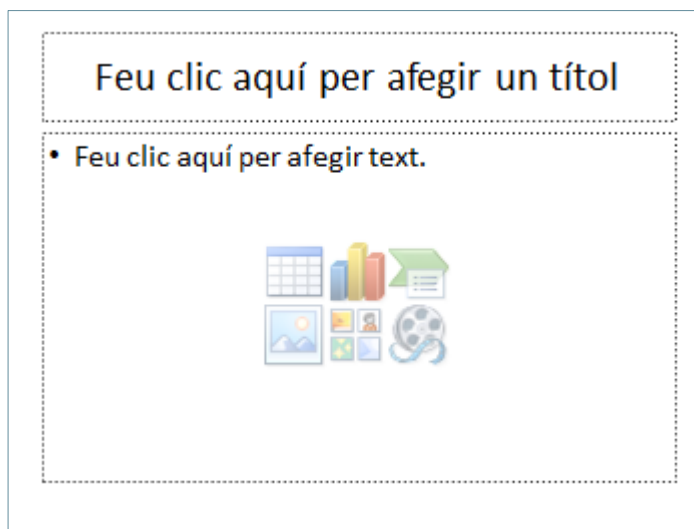 Feu clic aquí per afegir un títol
• Feu clic aquí per afegir text.